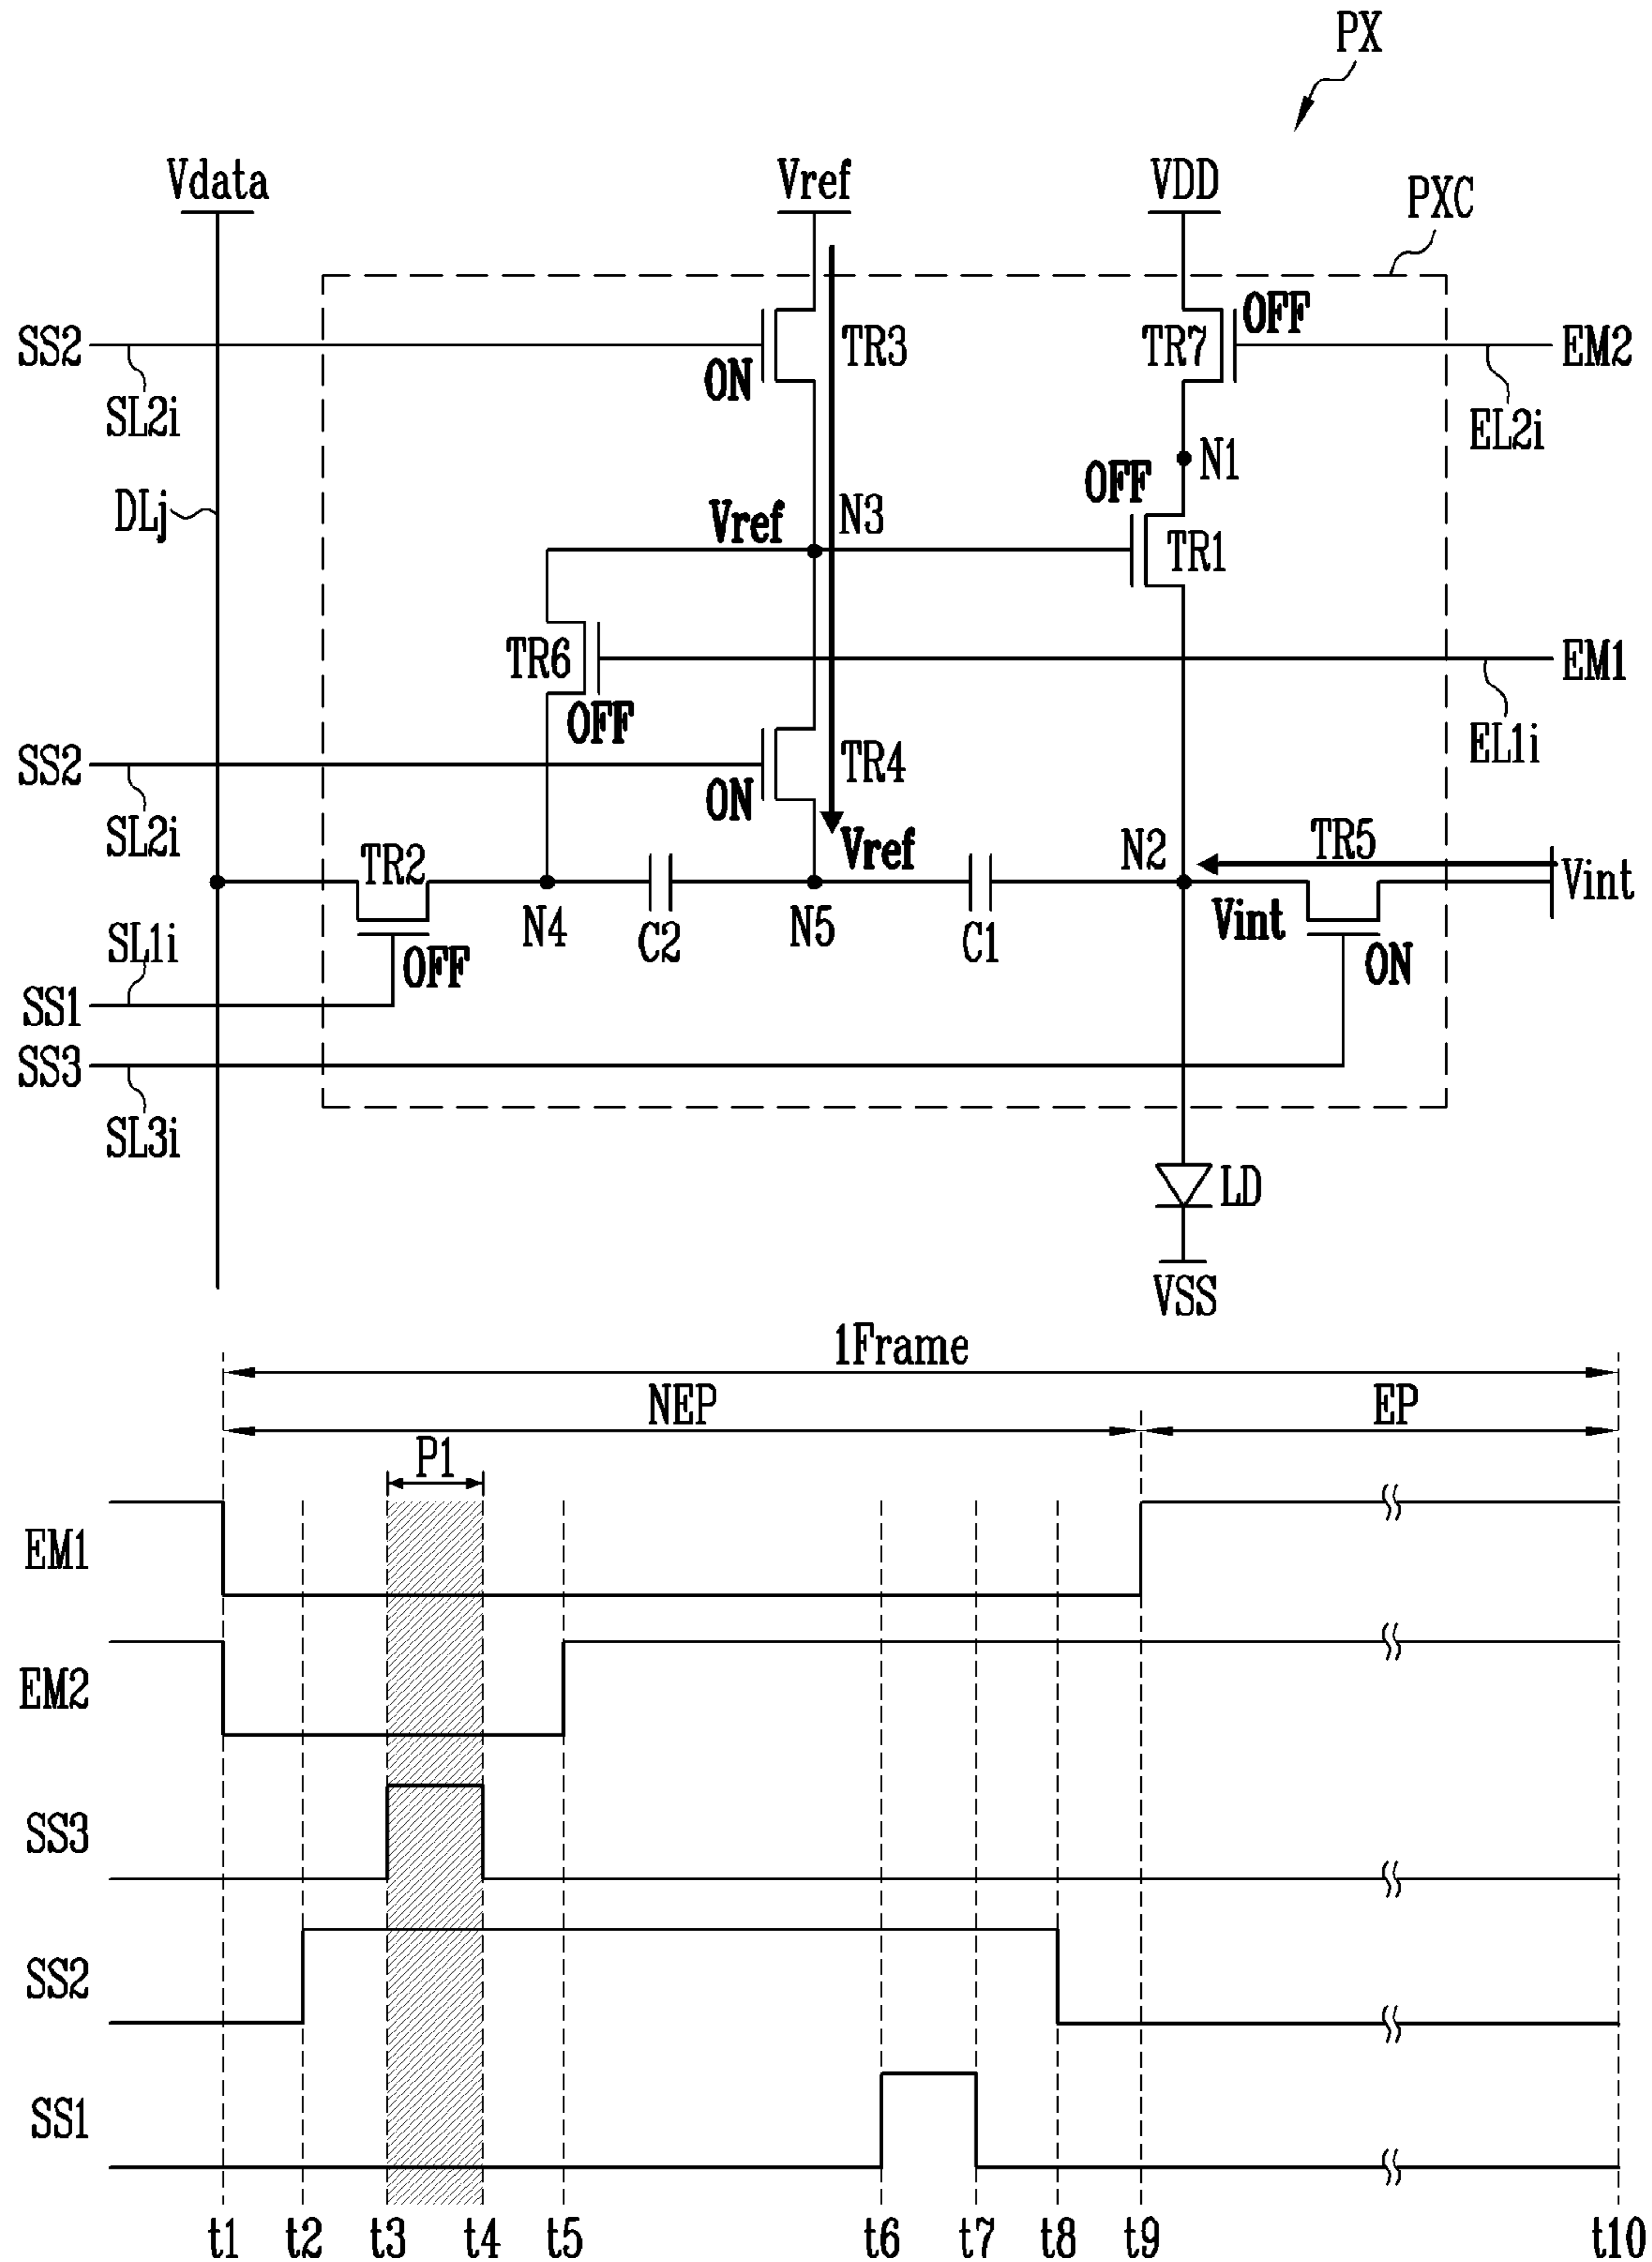 PX
Vdata
Vref
VDD
PXC
SS2
SL2i
ON
TR3
TR7
OFF
EM2
EL2i
DLj
Vref
N3
OFF
N1
TR1
TR6
OFF
EM1
EL1i
SS2
SL2i
ON
TR4
Vref
N2
TR5
Vint
Vint
TR2
N4
C2
N5
C1
SL1i
OFF
ON
SS1
SS3
SL3i
LD
VSS
1Frame
NEP
EP
P1
EM1
EM2
SS3
SS2
SS1
t1 t2 t3 t4 t5 t6 t7 t8 t9 t10